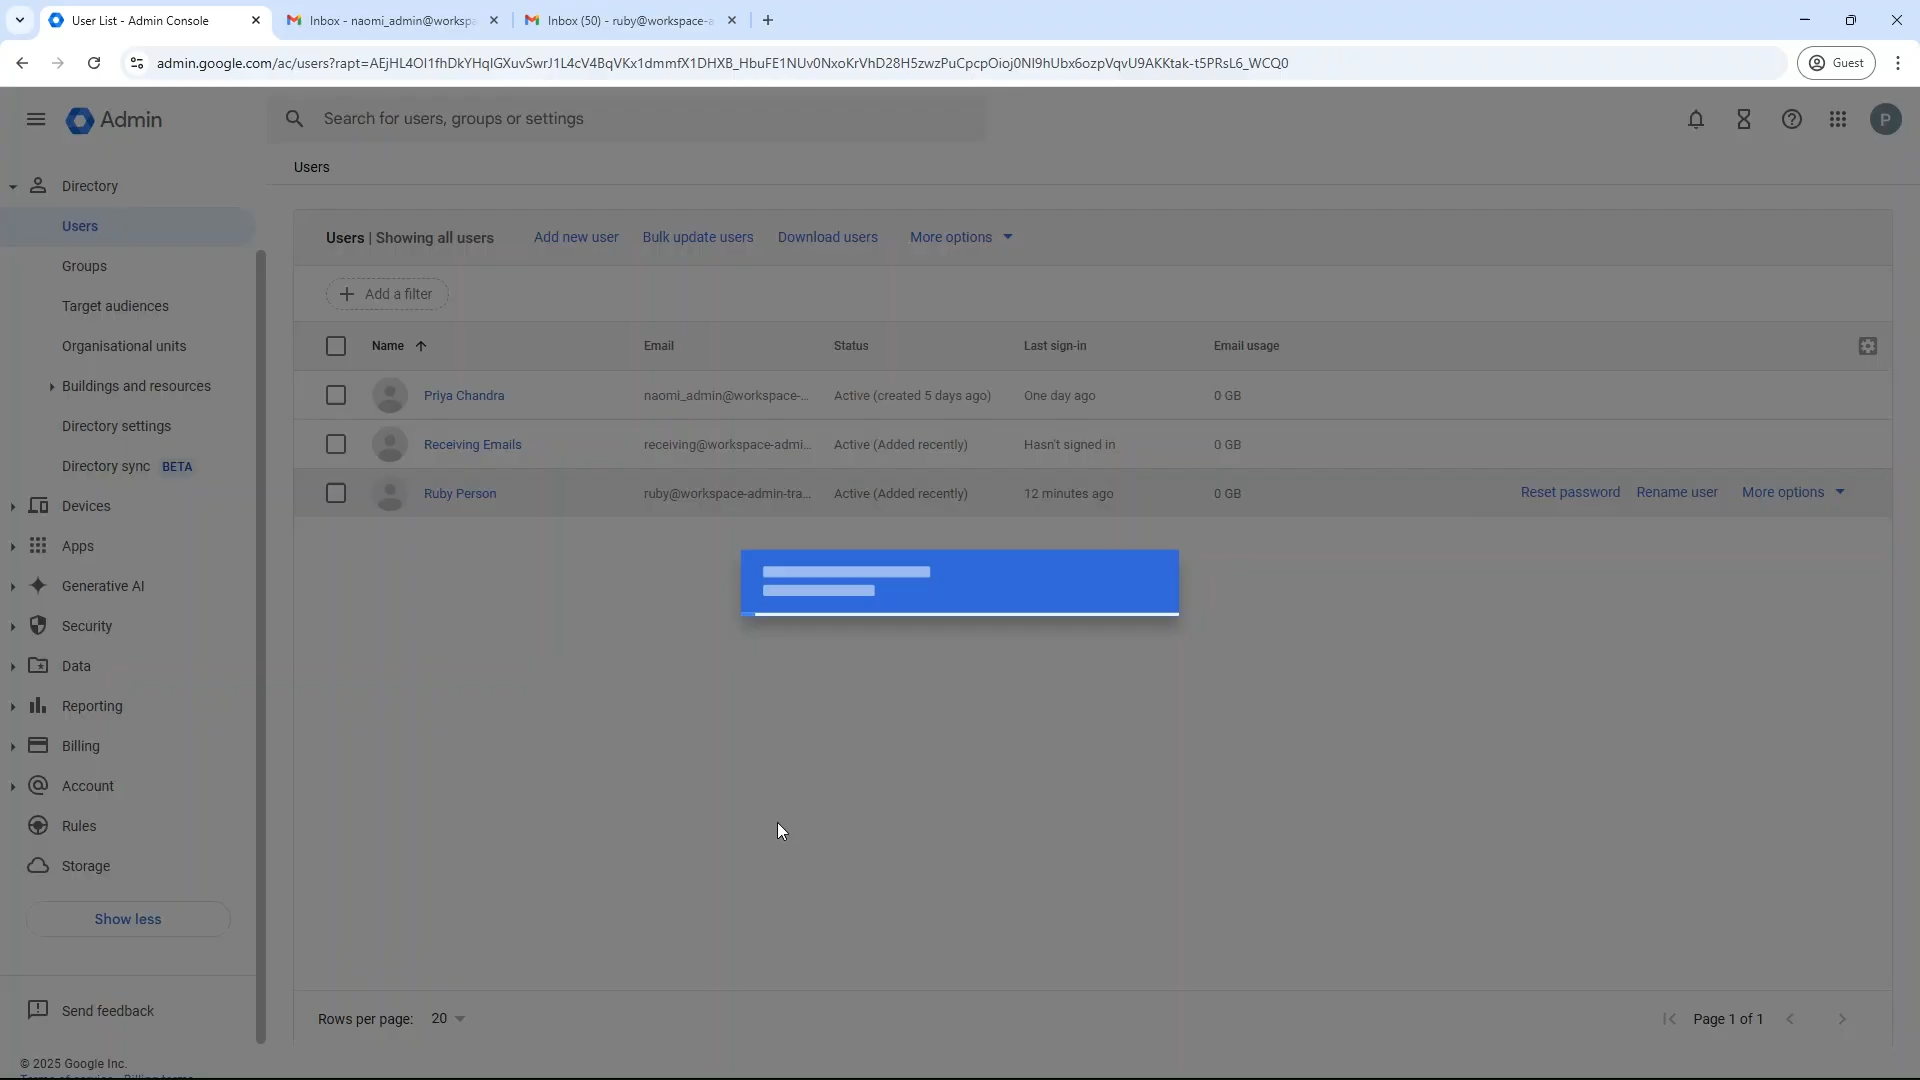 User List - Admin Console
Inbox - naomi_admin@workspa
Inbox (50) - ruby@workspace-a
admin.google.com/ac/users?rapt=AEjHL4OI1fhDkYHqIGXuvSwrJ1L4cV4BqVKx1dmmfX1DHXB_HbuFE1NUv0NxoKrVhD28H5zwzPuCpcpOioj0NI9hUbx6ozpVqvU9AKKtak-t5PRsL6_WCQ0
Guest
Admin
Search for users, groups or settings
P
Users
Directory
Users
Groups
Target audiences
Organisational units
Buildings and resources
Directory settings
Directory sync BETA
Devices
Apps
Generative AI
Security
Data
Reporting
Billing
Account
Rules
Storage
Show less
Send feedback
© 2025 Google Inc.
Users | Showing all users
Add new user
Bulk update users
Download users
More options
Add a filter
Name Email Status Last sign-in Email usage
Priya Chandra naomi_admin@workspace-... Active (created 5 days ago) One day ago 0 GB
Receiving Emails receiving@workspace-admi... Active (Added recently) Hasn't signed in 0 GB
Ruby Person ruby@workspace-admin-tra... Active (Added recently) 12 minutes ago 0 GB Reset password Rename user More options
Rows per page: 20
Page 1 of 1